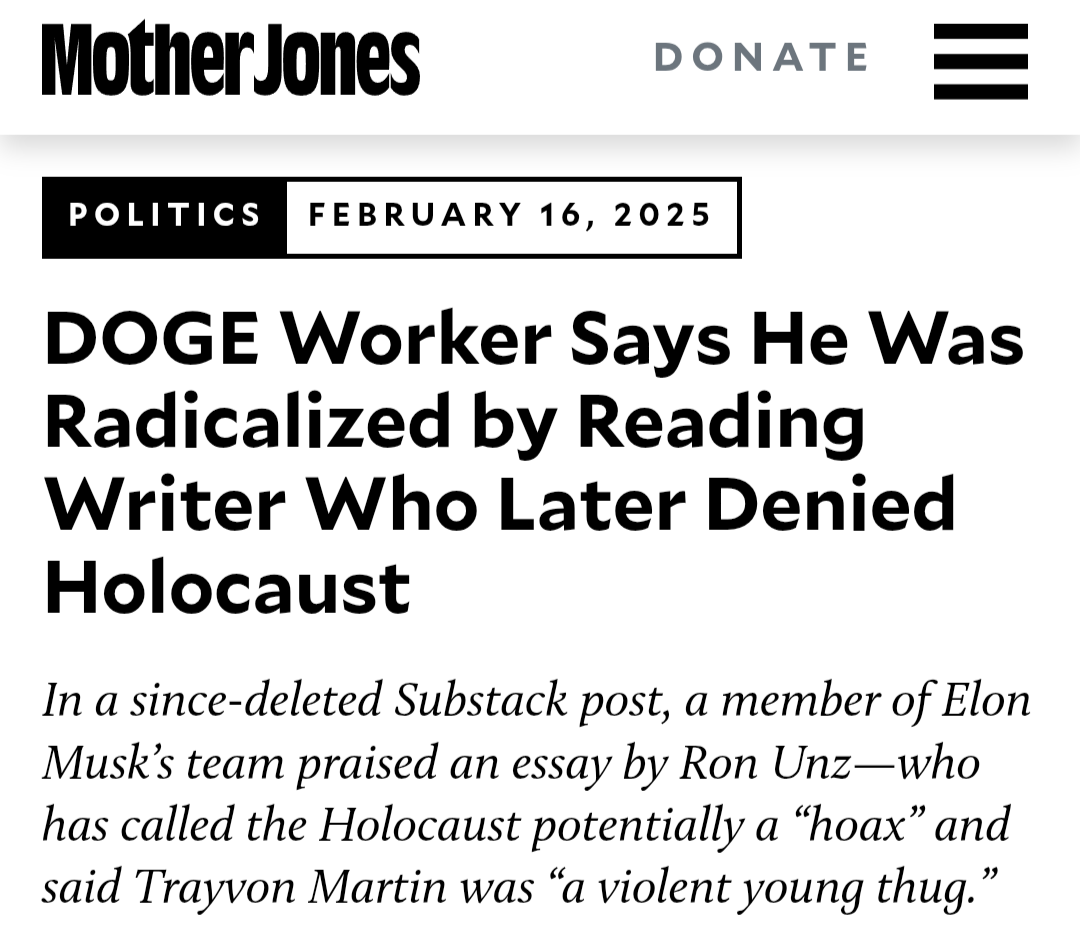 Mother Jones
DONATE
POLITICS
FEBRUARY 16, 2025
DOGE Worker Says He Was
Radicalized by Reading
Writer Who Later Denied
Holocaust
In a since-deleted Substack post, a member of Elon
Musk’s team praised an essay by Ron Unz—who
has called the Holocaust potentially a “hoax” and
said Trayvon Martin was “a violent young thug.”